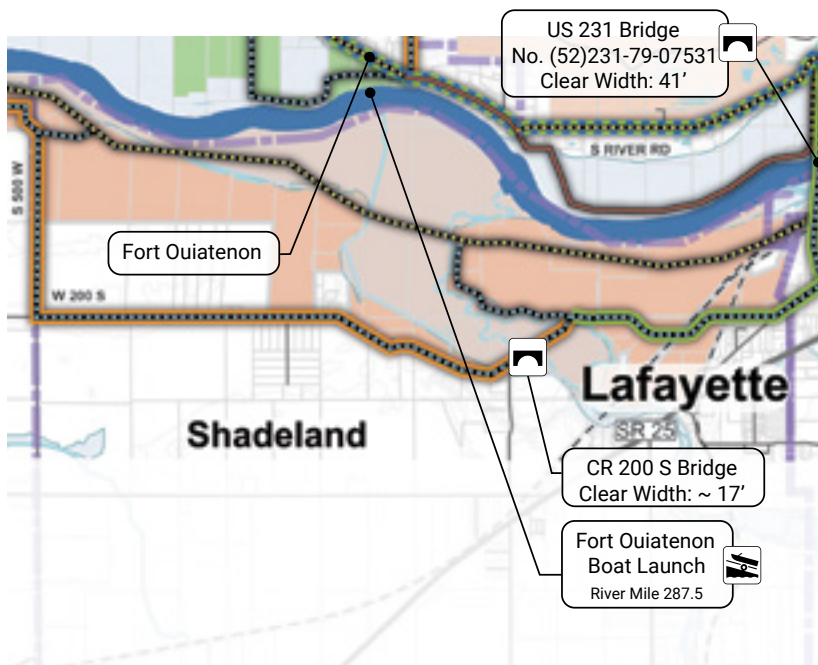 US 231 Bridge
No. (52)231-79-07531
Clear Width: 41’
S RIVER RD
S 500 W
Fort Ouiatenon
W 200 S
Lafayette
Shadeland
SR 25
CR 200 S Bridge
Clear Width: ~ 17’
Fort Ouiatenon
Boat Launch
River Mile 287.5